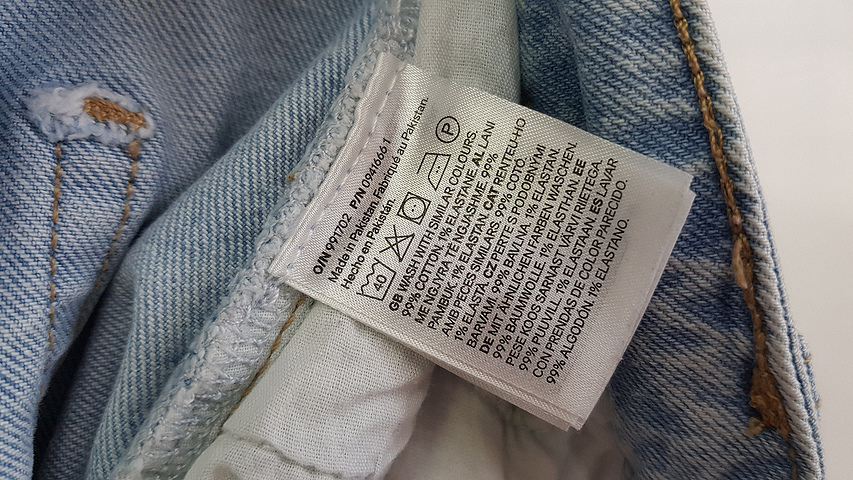 O/N 991702 P/N 0941666 1
Made in Pakistan. Fabriqué au Pakistan.
Hecho en Pakistán.
40 P
GB WASH WITH SIMILAR COLOURS.
99% COTTON, 1% ELASTANE. AL LANI
ME NGJYRA TË NGJASHME. 99%
PAMBUK, 1% ELASTAN. CAT RENTEU-HO
AMB PECES SIMILARS. 99% COTÓ,
1% ELASTÀ. CZ PERTE S PODOBNÝMI
BARVAMI. 99% BAVLNA, 1% ELASTAN.
DE MIT ÄHNLICHEN FARBEN WASCHEN.
99% BAUMWOLLE, 1% ELASTHAN. EE
PESE KOOS SARNAST VÄRVI RIIETEGA.
99% PUUVILL, 1% ELASTAAN. ES LAVAR
CON PRENDAS DE COLOR PARECIDO.
99% ALGODÓN, 1% ELASTANO.